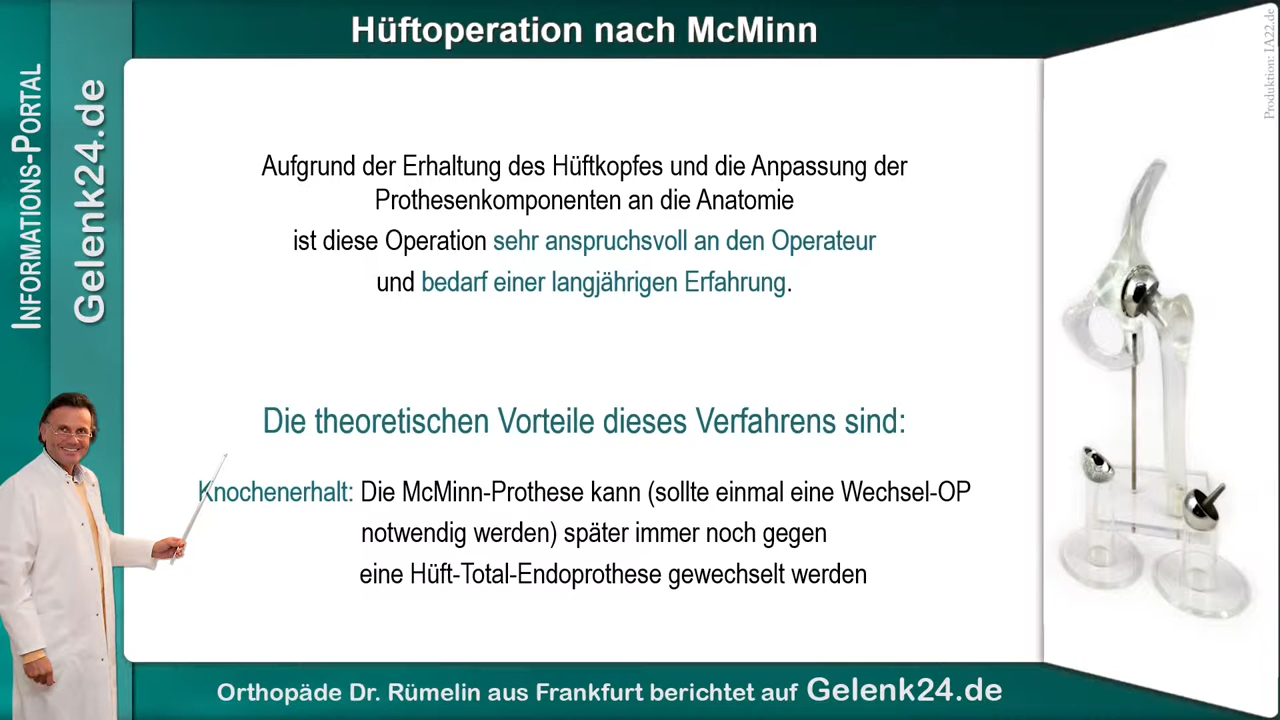 Hüftoperation nach McMinn
Produktion: IA22.de
INFORMATIONS-PORTAL
Gelenk24.de
Aufgrund der Erhaltung des Hüftkopfes und die Anpassung der
Prothesenkomponenten an die Anatomie
ist diese Operation sehr anspruchsvoll an den Operateur
und bedarf einer langjährigen Erfahrung.
Die theoretischen Vorteile dieses Verfahrens sind:
Knochenerhalt: Die McMinn-Prothese kann (sollte einmal eine Wechsel-OP
notwendig werden) später immer noch gegen
eine Hüft-Total-Endoprothese gewechselt werden
Orthopäde Dr. Rümelin aus Frankfurt berichtet auf Gelenk24.de